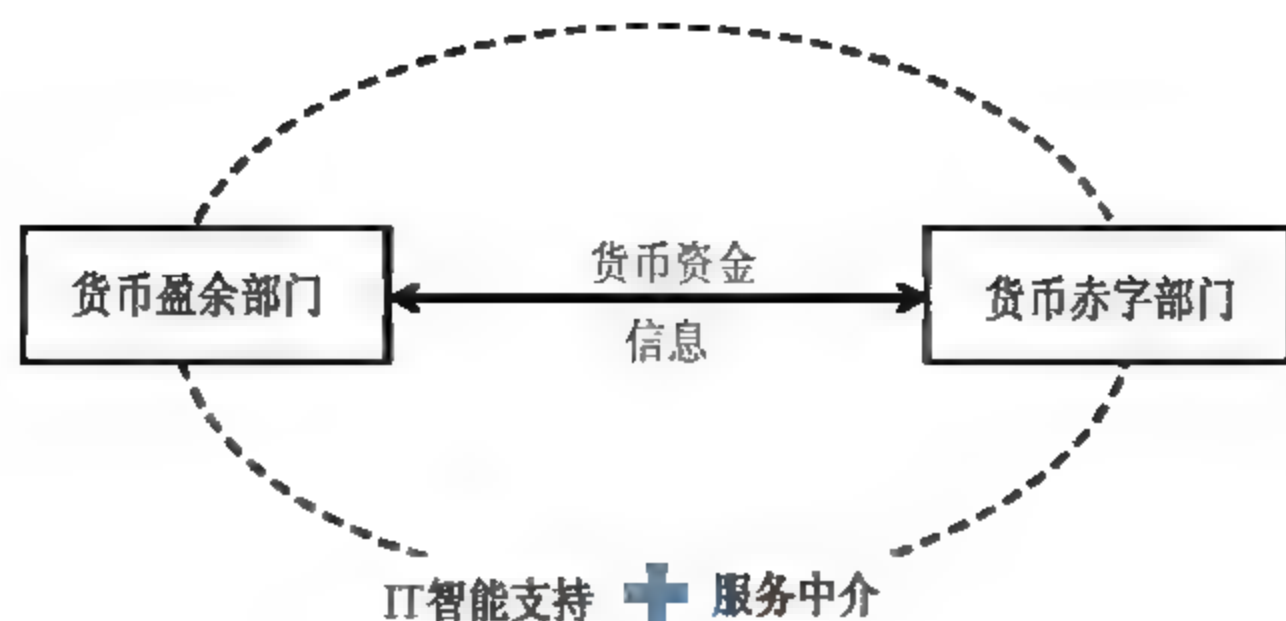 货币资金
货币盈余部门
货币赤字部门
信息
IT智能支持
服务中介